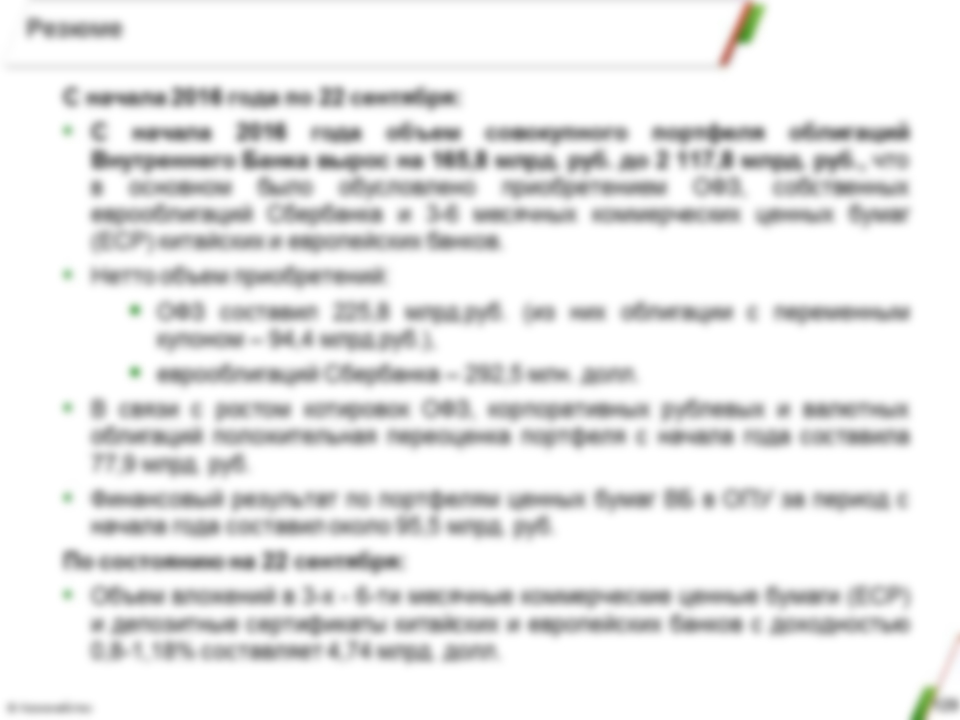 Резюме
С начала 2016 года по 22 сентября:
С начала 2016 года объем совокупного портфеля облигаций
Внутреннего Банка вырос на 165,8 млрд. руб. до 2 117,8 млрд. руб., что
в основном было обусловлено приобретением ОФЗ, собственных
еврооблигаций Сбербанка и 3-6 месячных коммерческих ценных бумаг
(ECP) китайских и европейских банков.
Нетто объем приобретений:
ОФЗ составил 225,8 млрд.руб. (из них облигации с переменным
купоном – 94,4 млрд.руб.),
еврооблигаций Сбербанка – 292,5 млн. долл.
В связи с ростом котировок ОФЗ, корпоративных рублевых и валютных
облигаций положительная переоценка портфеля с начала года составила
77,9 млрд. руб.
Финансовый результат по портфелям ценных бумаг ВБ в ОПУ за период с
начала года составил около 95,5 млрд. руб.
По состоянию на 22 сентября:
Объем вложений в 3-х - 6-ти месячные коммерческие ценные бумаги (ECP)
и депозитные сертификаты китайских и европейских банков с доходностью
0,8-1,18% составляет 4,74 млрд. долл.